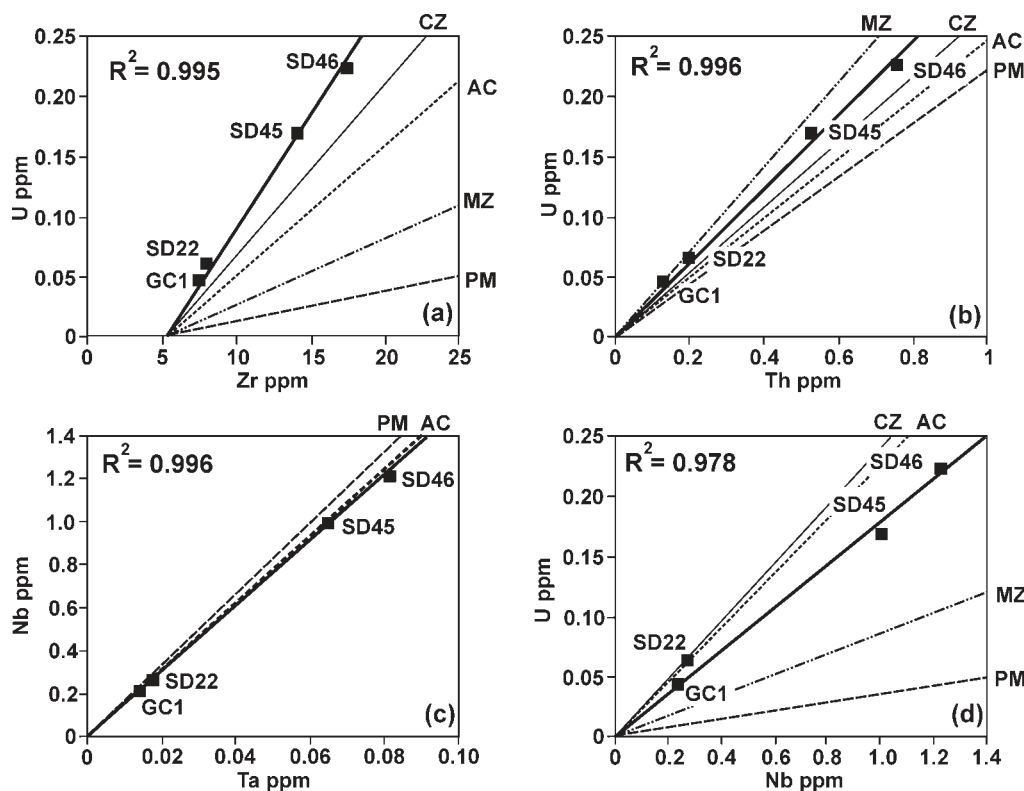 CZ
0.25
R² = 0.995
SD46
0.20
AC
SD45
0.15
U ppm
0.10
MZ
SD22
0.05
GC1
PM
(a)
0
0 5 10 15 20 25
Zr ppm
MZ CZ
0.25
AC
R² = 0.996
SD46
PM
0.20
SD45
0.15
U ppm
0.10
SD22
0.05
GC1
(b)
0
0 0.2 0.4 0.6 0.8 1
Th ppm
PM AC
1.4
R² = 0.996
1.2
SD46
1.0
SD45
0.8
Nb ppm
0.6
0.4
SD22
0.2
GC1
(c)
0
0 0.02 0.04 0.06 0.08 0.10
Ta ppm
CZ AC
0.25
R² = 0.978
SD46
0.20
SD45
0.15
U ppm
MZ
0.10
SD22
0.05
GC1
PM
(d)
0
0 0.2 0.4 0.6 0.8 1.0 1.2 1.4
Nb ppm